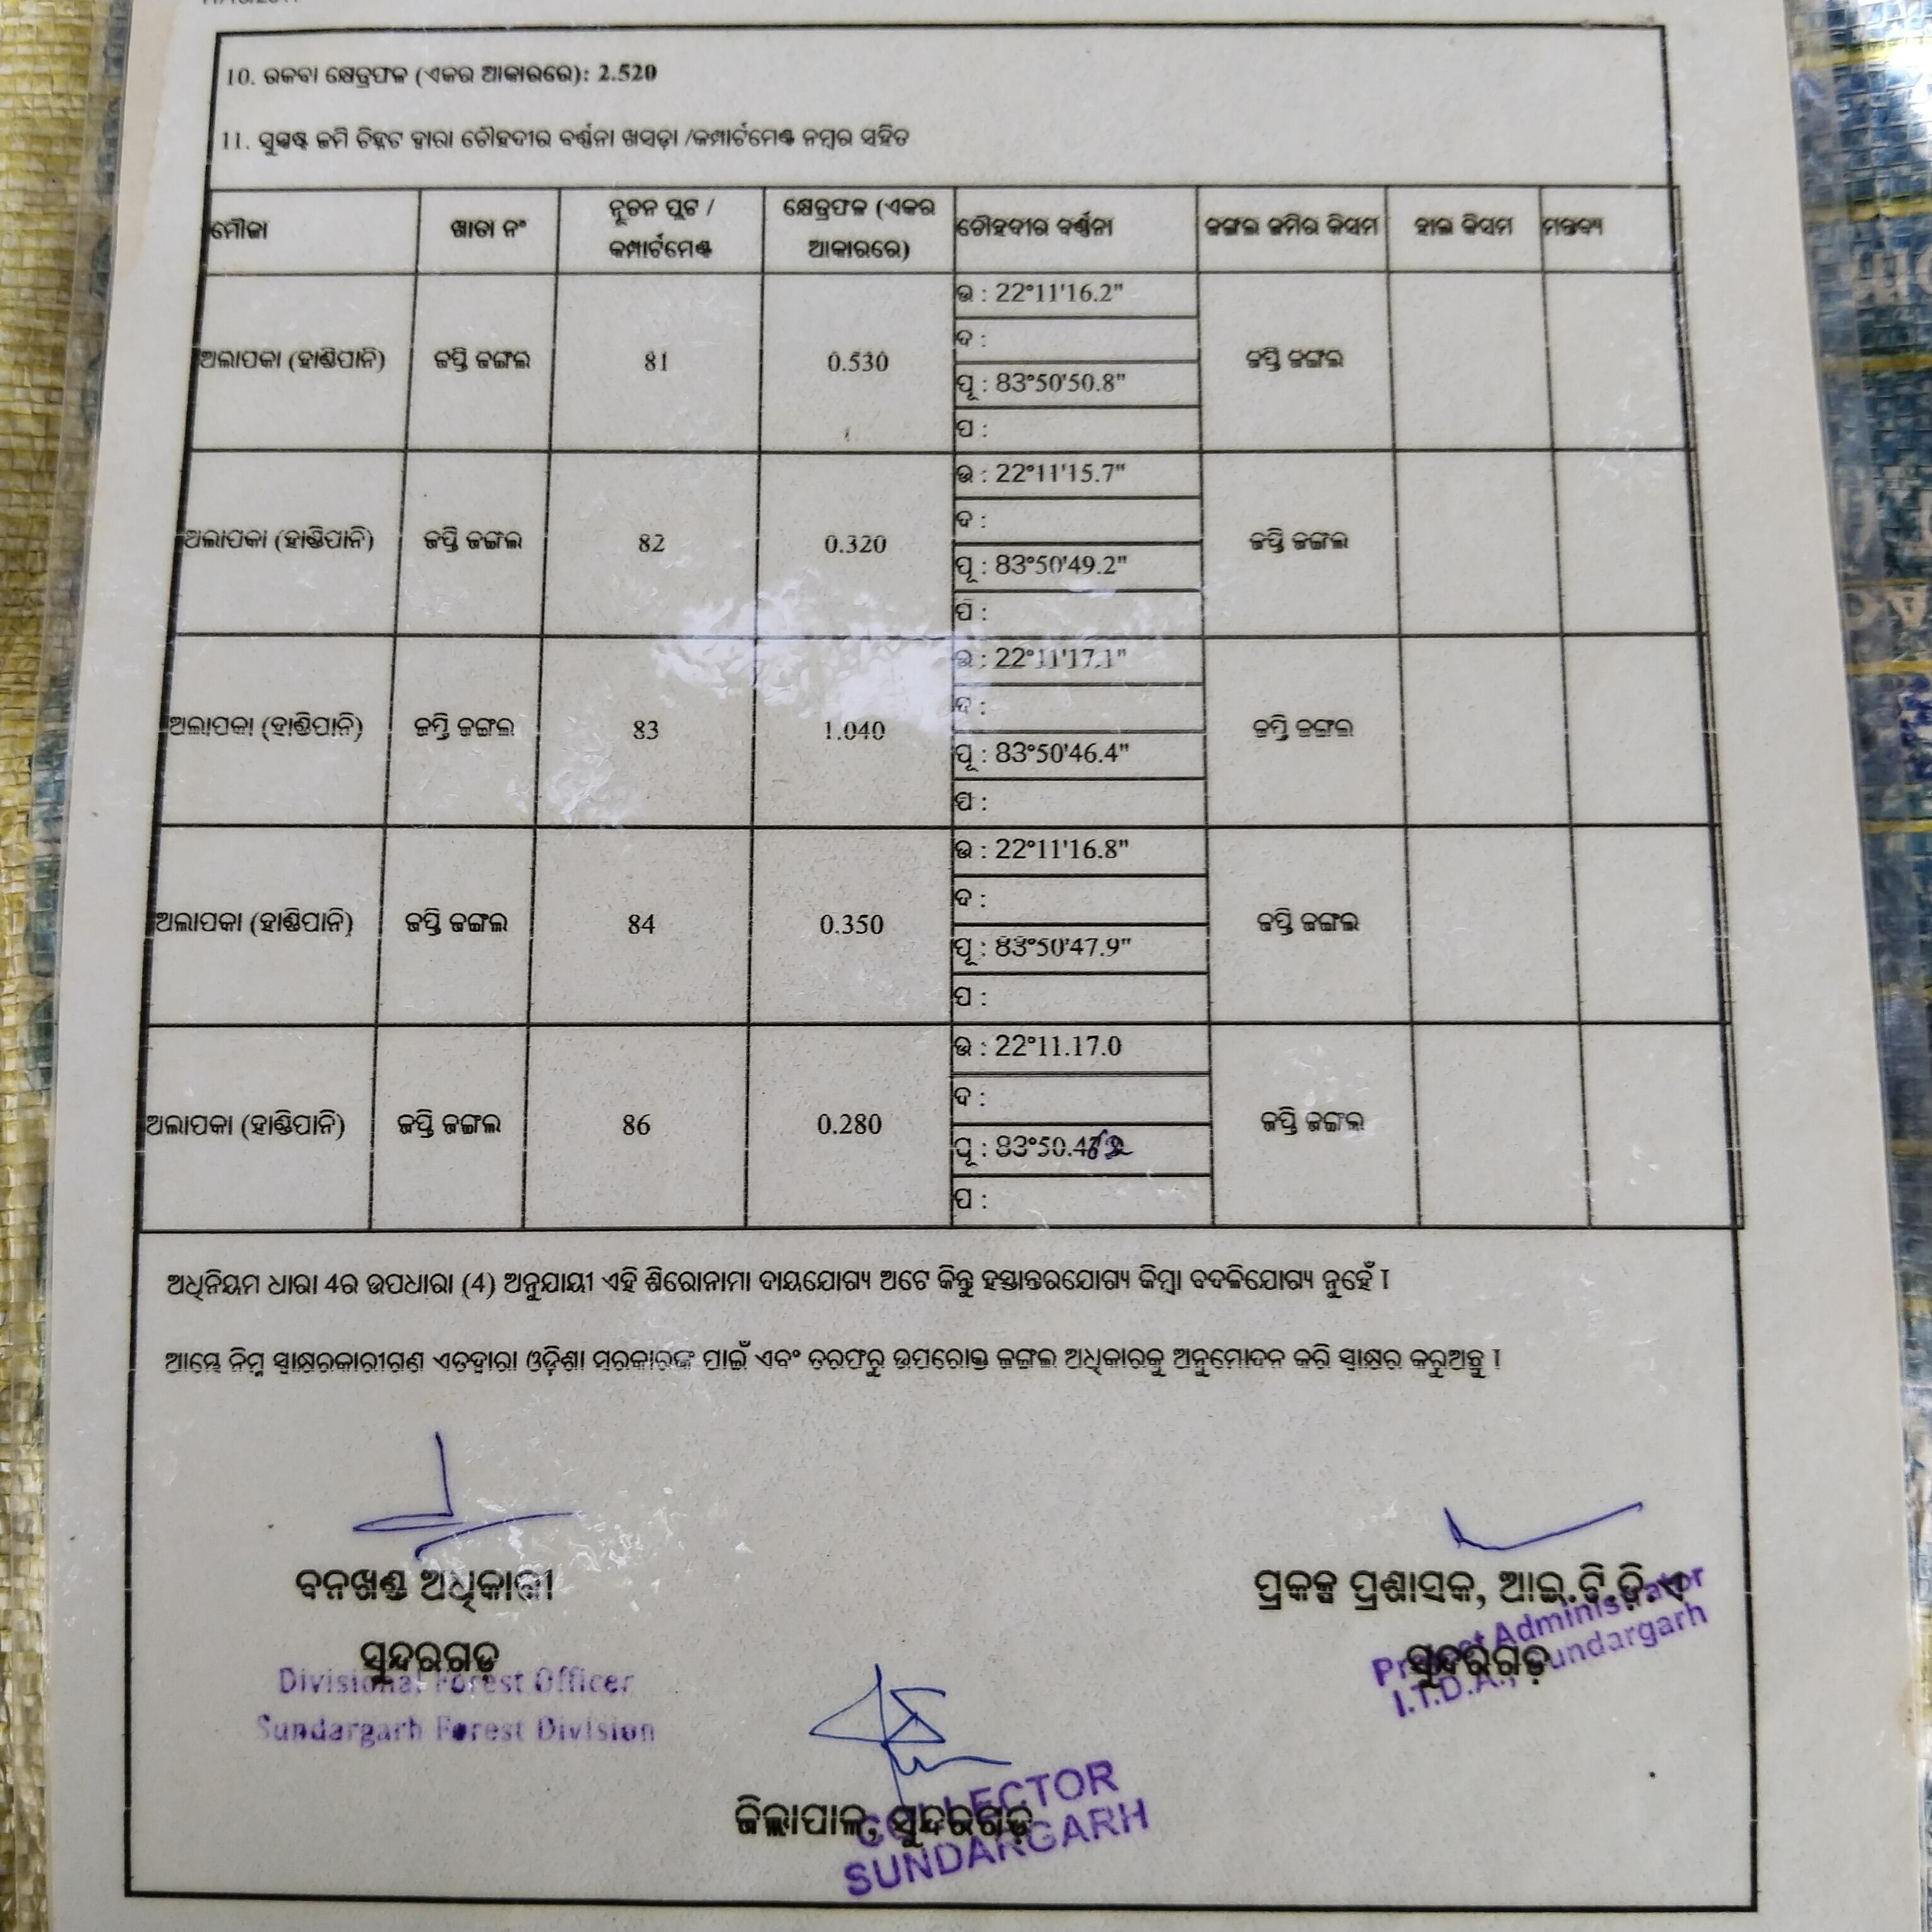 10. ରକବା କ୍ଷେତ୍ରଫଳ (ଏକର ଆକାରରେ): 2.520
11. ସୁସ୍ପଷ୍ଟ ଜମି ଚିହ୍ନଟ ଦ୍ୱାରା ଚୌହଦୀର ବର୍ଣ୍ଣନା ଖସଡ଼ା /କମ୍ପାର୍ଟମେଣ୍ଟ ନମ୍ବର ସହିତ
ମୌଜା ଖାତା ନଂ ନୂତନ ପ୍ଲଟ / କମ୍ପାର୍ଟମେଣ୍ଟ କ୍ଷେତ୍ରଫଳ (ଏକର ଆକାରରେ) ଚୌହଦୀର ବର୍ଣ୍ଣନା ଜଙ୍ଗଲ ଜମିର କିସମ ହାଲ କିସମ ମନ୍ତବ୍ୟ
ଅଲାପକା (ହାଣ୍ଡିପାନି) ଜପ୍ତି ଜଙ୍ଗଲ 81 0.530 ଉ : 22°11'16.2" ଜପ୍ତି ଜଙ୍ଗଲ
ଦ :
ପୂ : 83°50'50.8"
ପ :
ଅଲାପକା (ହାଣ୍ଡିପାନି) ଜପ୍ତି ଜଙ୍ଗଲ 82 0.320 ଉ : 22°11'15.7" ଜପ୍ତି ଜଙ୍ଗଲ
ଦ :
ପୂ : 83°50'49.2"
ପ :
ଅଲାପକା (ହାଣ୍ଡିପାନି) ଜପ୍ତି ଜଙ୍ଗଲ 83 1.040 ଉ : 22°11'17.1" ଜପ୍ତି ଜଙ୍ଗଲ
ଦ :
ପୂ : 83°50'46.4"
ପ :
ଅଲାପକା (ହାଣ୍ଡିପାନି) ଜପ୍ତି ଜଙ୍ଗଲ 84 0.350 ଉ : 22°11'16.8" ଜପ୍ତି ଜଙ୍ଗଲ
ଦ :
ପୂ : 83°50'47.9"
ପ :
ଅଲାପକା (ହାଣ୍ଡିପାନି) ଜପ୍ତି ଜଙ୍ଗଲ 86 0.280 ଉ : 22°11.17.0 ଜପ୍ତି ଜଙ୍ଗଲ
ଦ :
ପୂ :
ପ :
ଅଧିନିୟମ ଧାରା 4ର ଉପଧାରା (4) ଅନୁଯାୟୀ ଏହି ଶିରୋନାମା ଦାୟଯୋଗ୍ୟ ଅଟେ କିନ୍ତୁ ହସ୍ତାନ୍ତରଯୋଗ୍ୟ କିମ୍ବା ବଦଳିଯୋଗ୍ୟ ନୁହେଁ ।
ଆମ୍ଭେ ନିମ୍ନ ସ୍ୱାକ୍ଷରକାରୀଗଣ ଏତଦ୍ୱାରା ଓଡ଼ିଶା ସରକାରଙ୍କ ପାଇଁ ଏବଂ ତରଫରୁ ଉପରୋକ୍ତ ଜଙ୍ଗଲ ଅଧିକାରକୁ ଅନୁମୋଦନ କରି ସ୍ୱାକ୍ଷର କରୁଅଛୁ ।
ବନଖଣ୍ଡ ଅଧିକାରୀ
ସୁନ୍ଦରଗଡ଼
Divisional Forest Officer
Sundargarh Forest Division
ପ୍ରକଳ୍ପ ପ୍ରଶାସକ, ଆଇ.ଟି.ଡ଼ି.ଏ
ସୁନ୍ଦରଗଡ଼
Project Administrator
I.T.D.A., Sundargarh
ଜିଲ୍ଲାପାଳ, ସୁନ୍ଦରଗଡ଼
COLLECTOR
SUNDARGARH